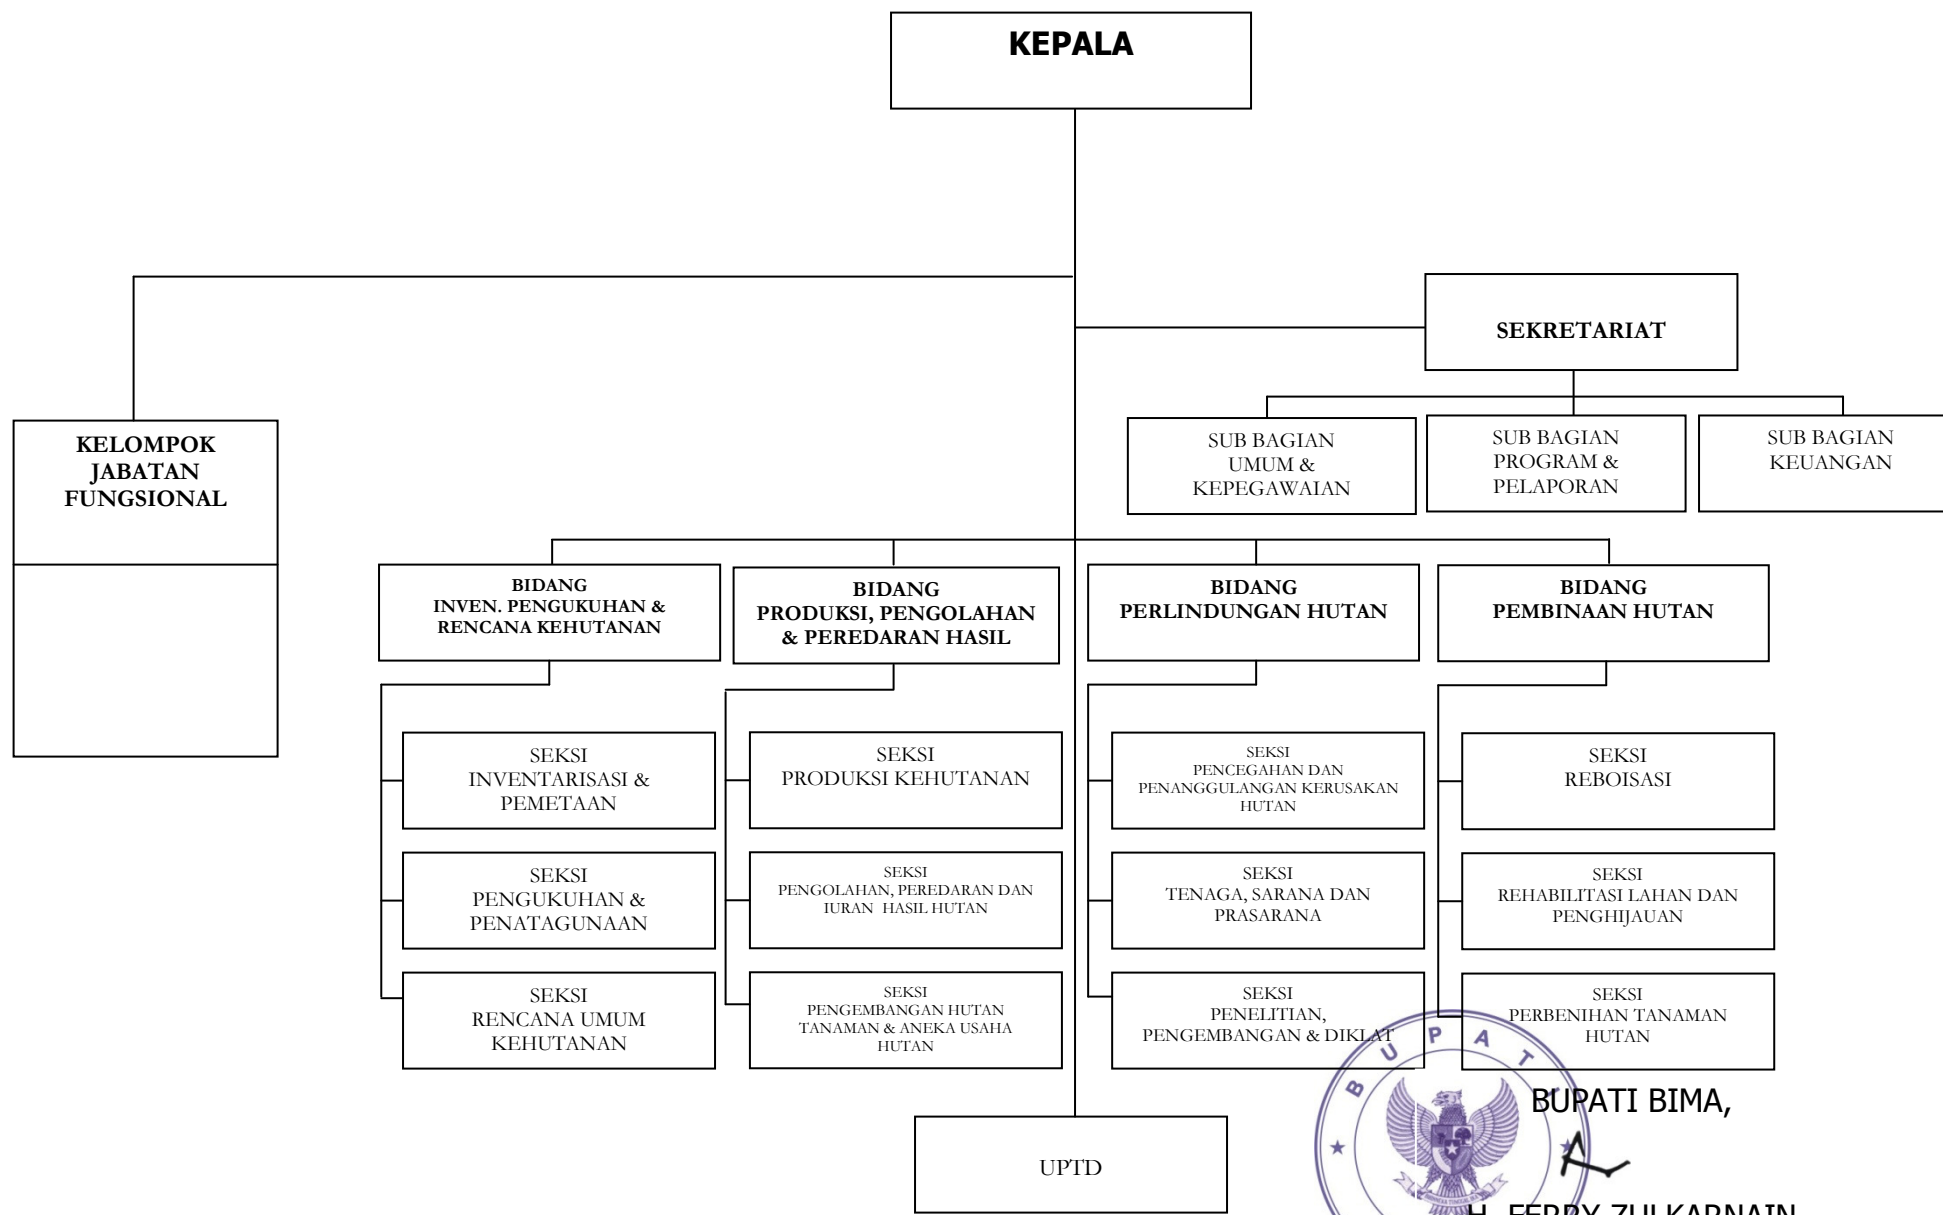 KEPALA
SEKRETARIAT
KELOMPOK
JABATAN
FUNGSIONAL
SUB BAGIAN
UMUM &
KEPEGAWAIAN
SUB BAGIAN
PROGRAM &
PELAPORAN
SUB BAGIAN
KEUANGAN
BIDANG
INVEN. PENGUKUHAN &
RENCANA KEHUTANAN
BIDANG
PRODUKSI, PENGOLAHAN
& PEREDARAN HASIL
BIDANG
PERLINDUNGAN HUTAN
BIDANG
PEMBINAAN HUTAN
SEKSI
INVENTARISASI &
PEMETAAN
SEKSI
PENGUKUHAN &
PENATAGUNAAN
SEKSI
RENCANA UMUM
KEHUTANAN
SEKSI
PRODUKSI KEHUTANAN
SEKSI
PENGOLAHAN, PEREDARAN DAN
IURAN HASIL HUTAN
SEKSI
PENGEMBANGAN HUTAN
TANAMAN & ANEKA USAHA
HUTAN
SEKSI
PENCEGAHAN DAN
PENANGGULANGAN KERUSAKAN
HUTAN
SEKSI
TENAGA, SARANA DAN
PRASARANA
SEKSI
PENELITIAN,
PENGEMBANGAN & DIKLAT
SEKSI
REBOISASI
SEKSI
REHABILITASI LAHAN DAN
PENGHIJAUAN
SEKSI
PERBENIHAN TANAMAN
HUTAN
UPTD
BUPATI
BUPATI BIMA,
H. FERRY ZULKARNAIN